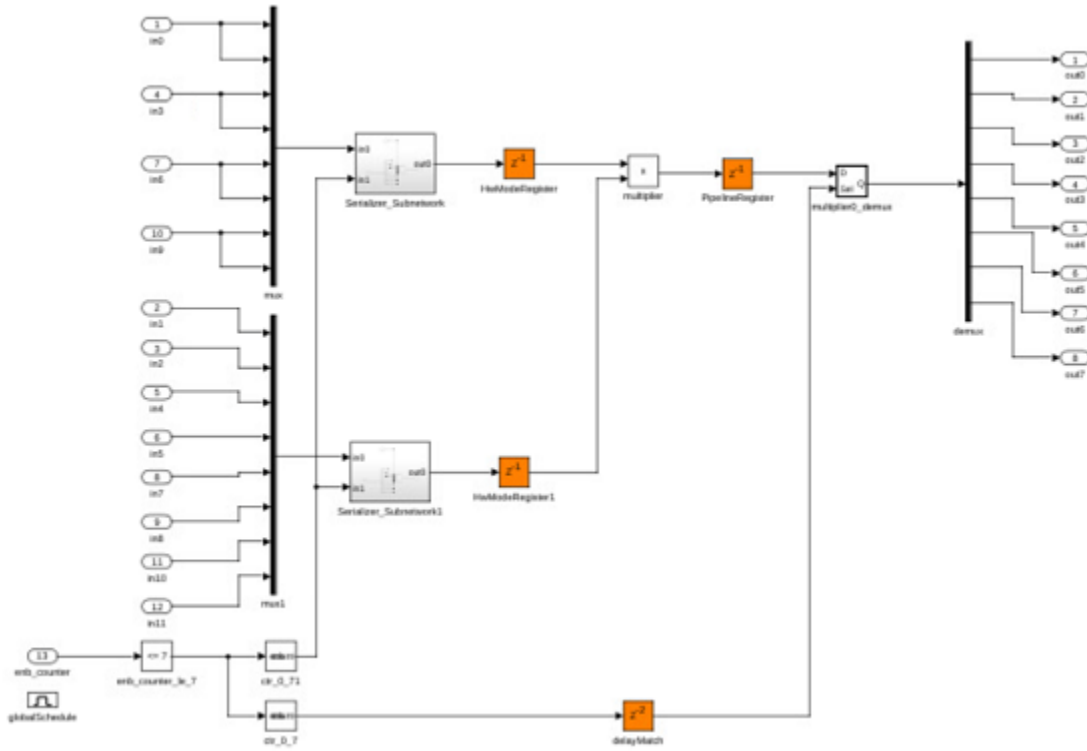 1
in0
4
in3
7
in6
10
in9
mux
in0
in1
out0
Serializer_Subnetwork
Z-1
HwModeRegister
x
multiplier
Z-1
PipelineRegister
D
Sel
Q
multiplier0_demux
demux
1
out0
2
out1
3
out2
4
out3
5
out4
6
out5
7
out6
8
out7
2
in1
3
in2
5
in4
6
in5
8
in7
9
in8
11
in10
12
in11
mux1
in0
in1
out0
Serializer_Subnetwork1
Z-1
HwModeRegister1
13
enb_counter
<= 7
enb_counter_le_7
ctr_0_71
globalSchedule
ctr_0_7
Z-2
delayMatch